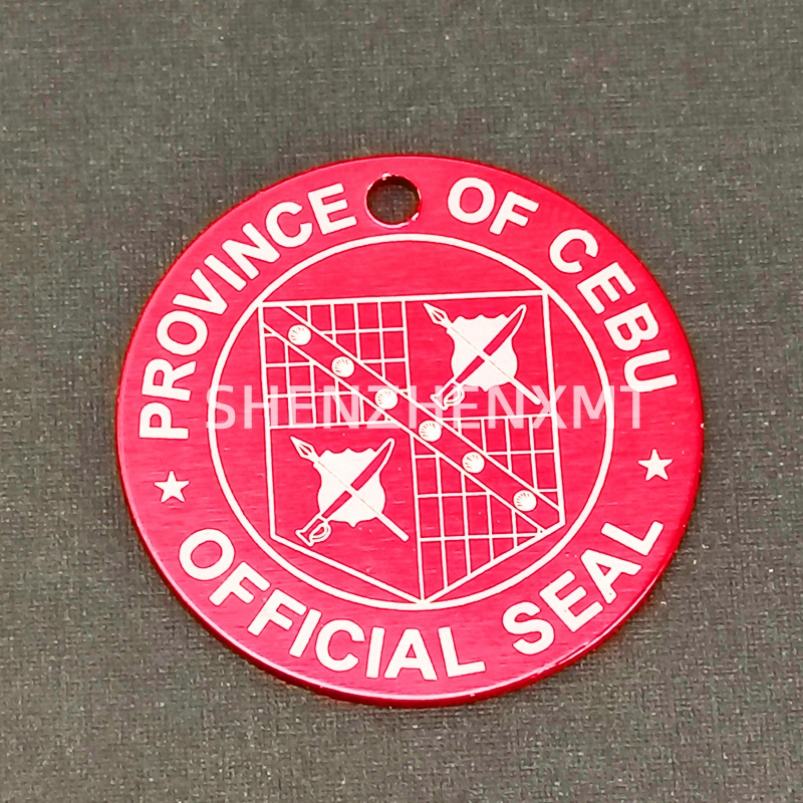 PROVINCE OF CEBU
SHENZHENXMT
OFFICIAL SEAL